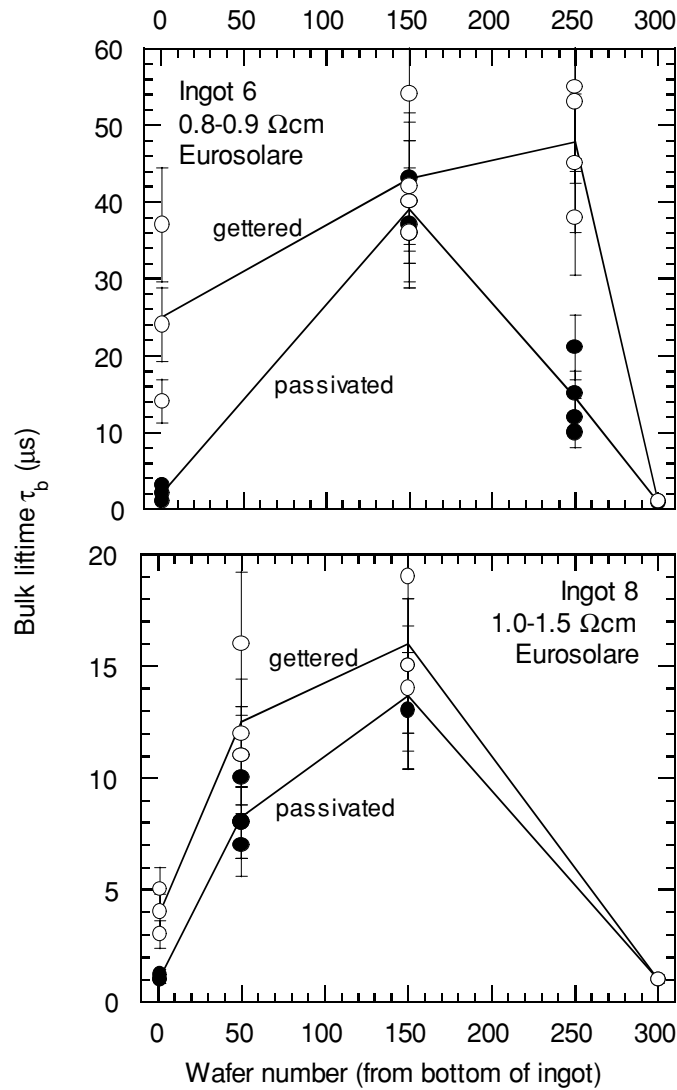 0 50 100 150 200 250 300
60
50
40
30
20
10
0
Ingot 6
0.8-0.9 Ωcm
Eurosolare
gettered
passivated
Bulk liftime τb (μs)
20
15
10
5
0
Ingot 8
1.0-1.5 Ωcm
Eurosolare
gettered
passivated
0 50 100 150 200 250 300
Wafer number (from bottom of ingot)